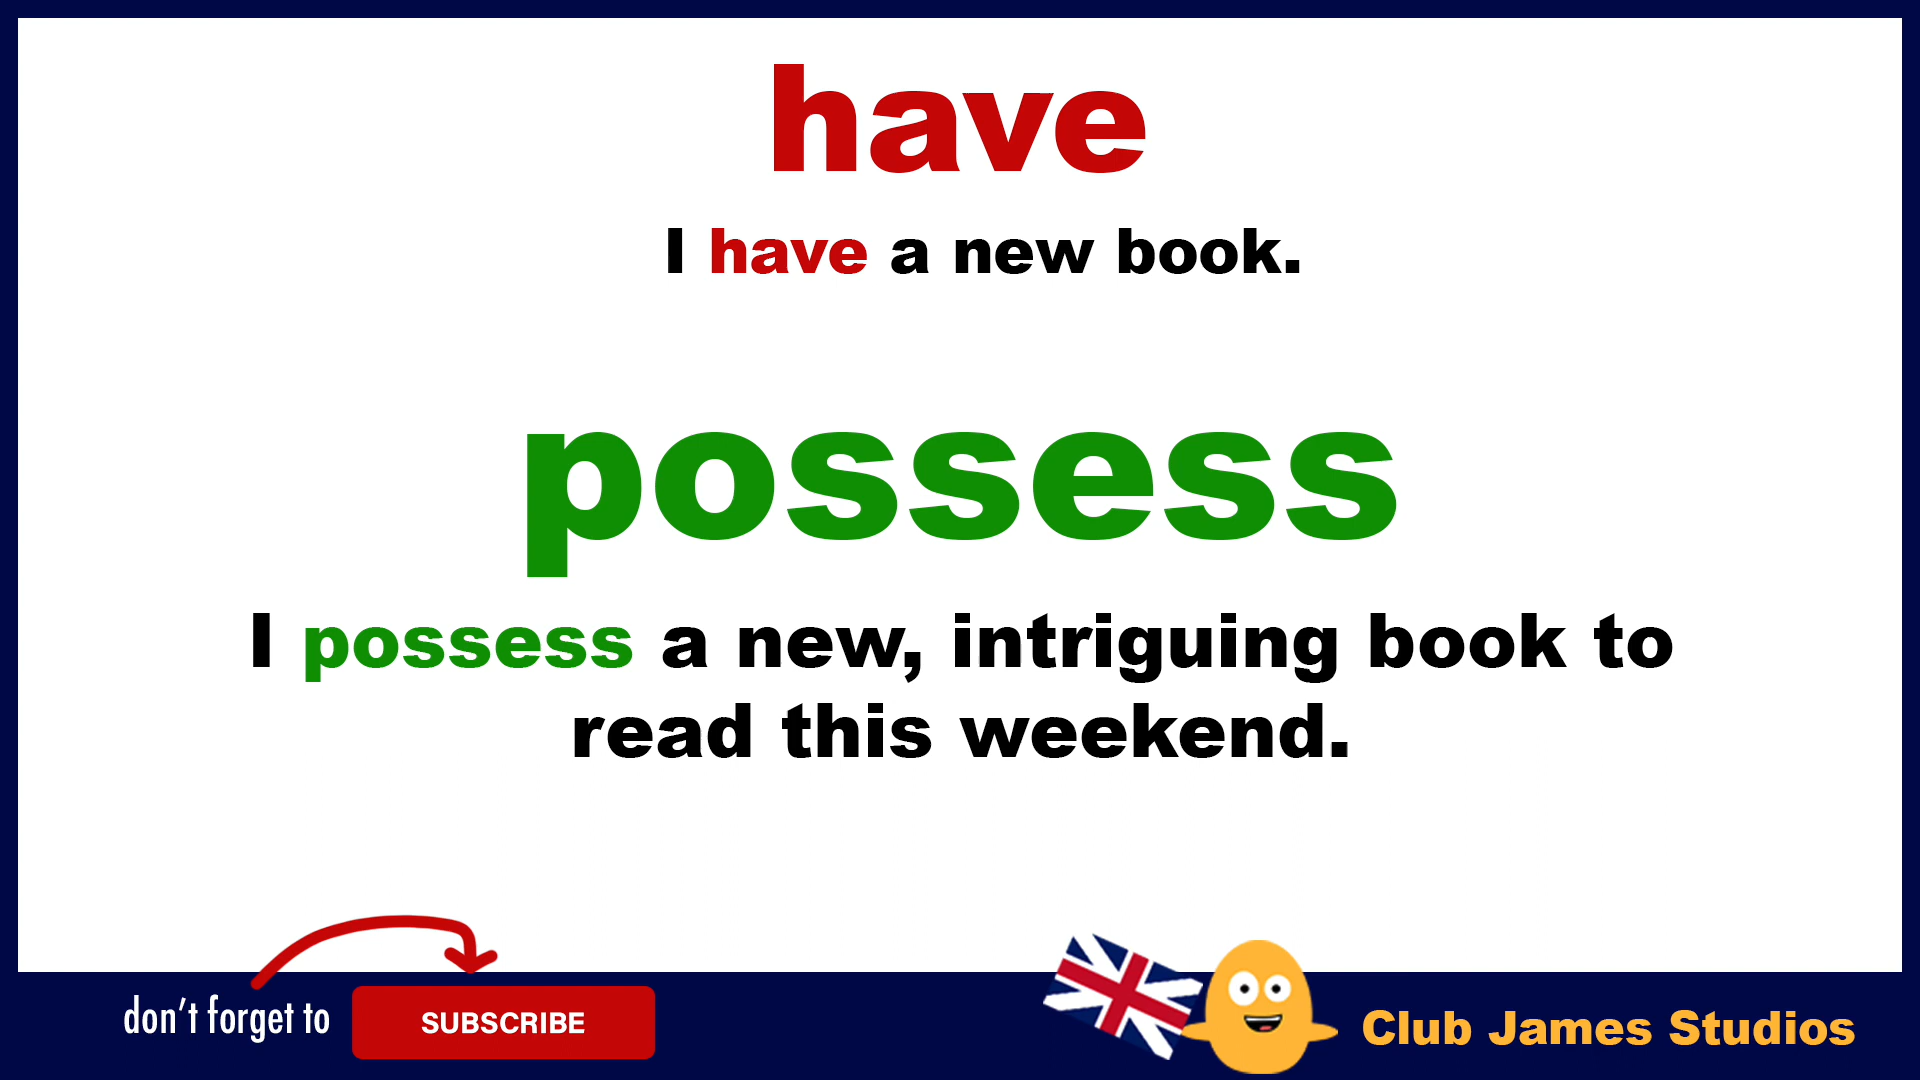 have
I have a new book.
possess
I possess a new, intriguing book to
read this weekend.
don't forget to
SUBSCRIBE
Club James Studios